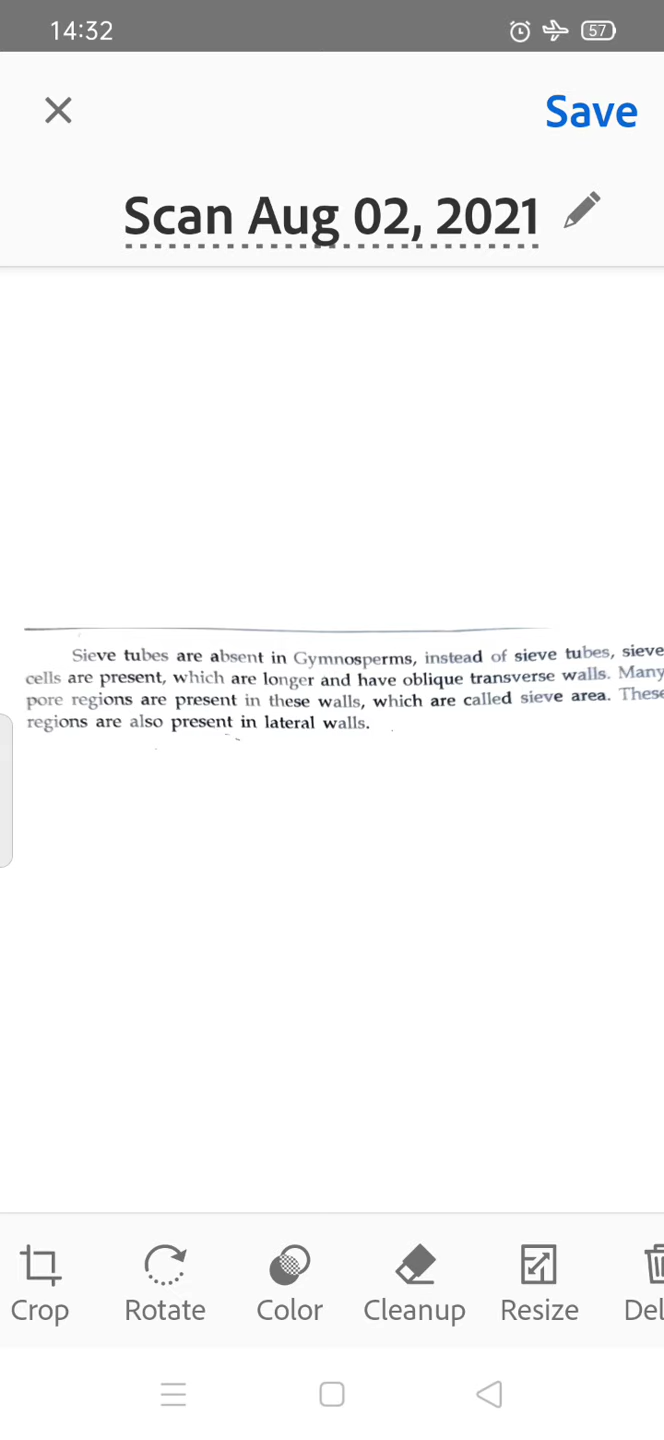 14:32
57
Save
Scan Aug 02, 2021
Sieve tubes are absent in Gymnosperms, instead of sieve tubes, sieve
cells are present, which are longer and have oblique transverse walls. Many
pore regions are present in these walls, which are called sieve area. These
regions are also present in lateral walls.
Crop Rotate Color Cleanup Resize Del